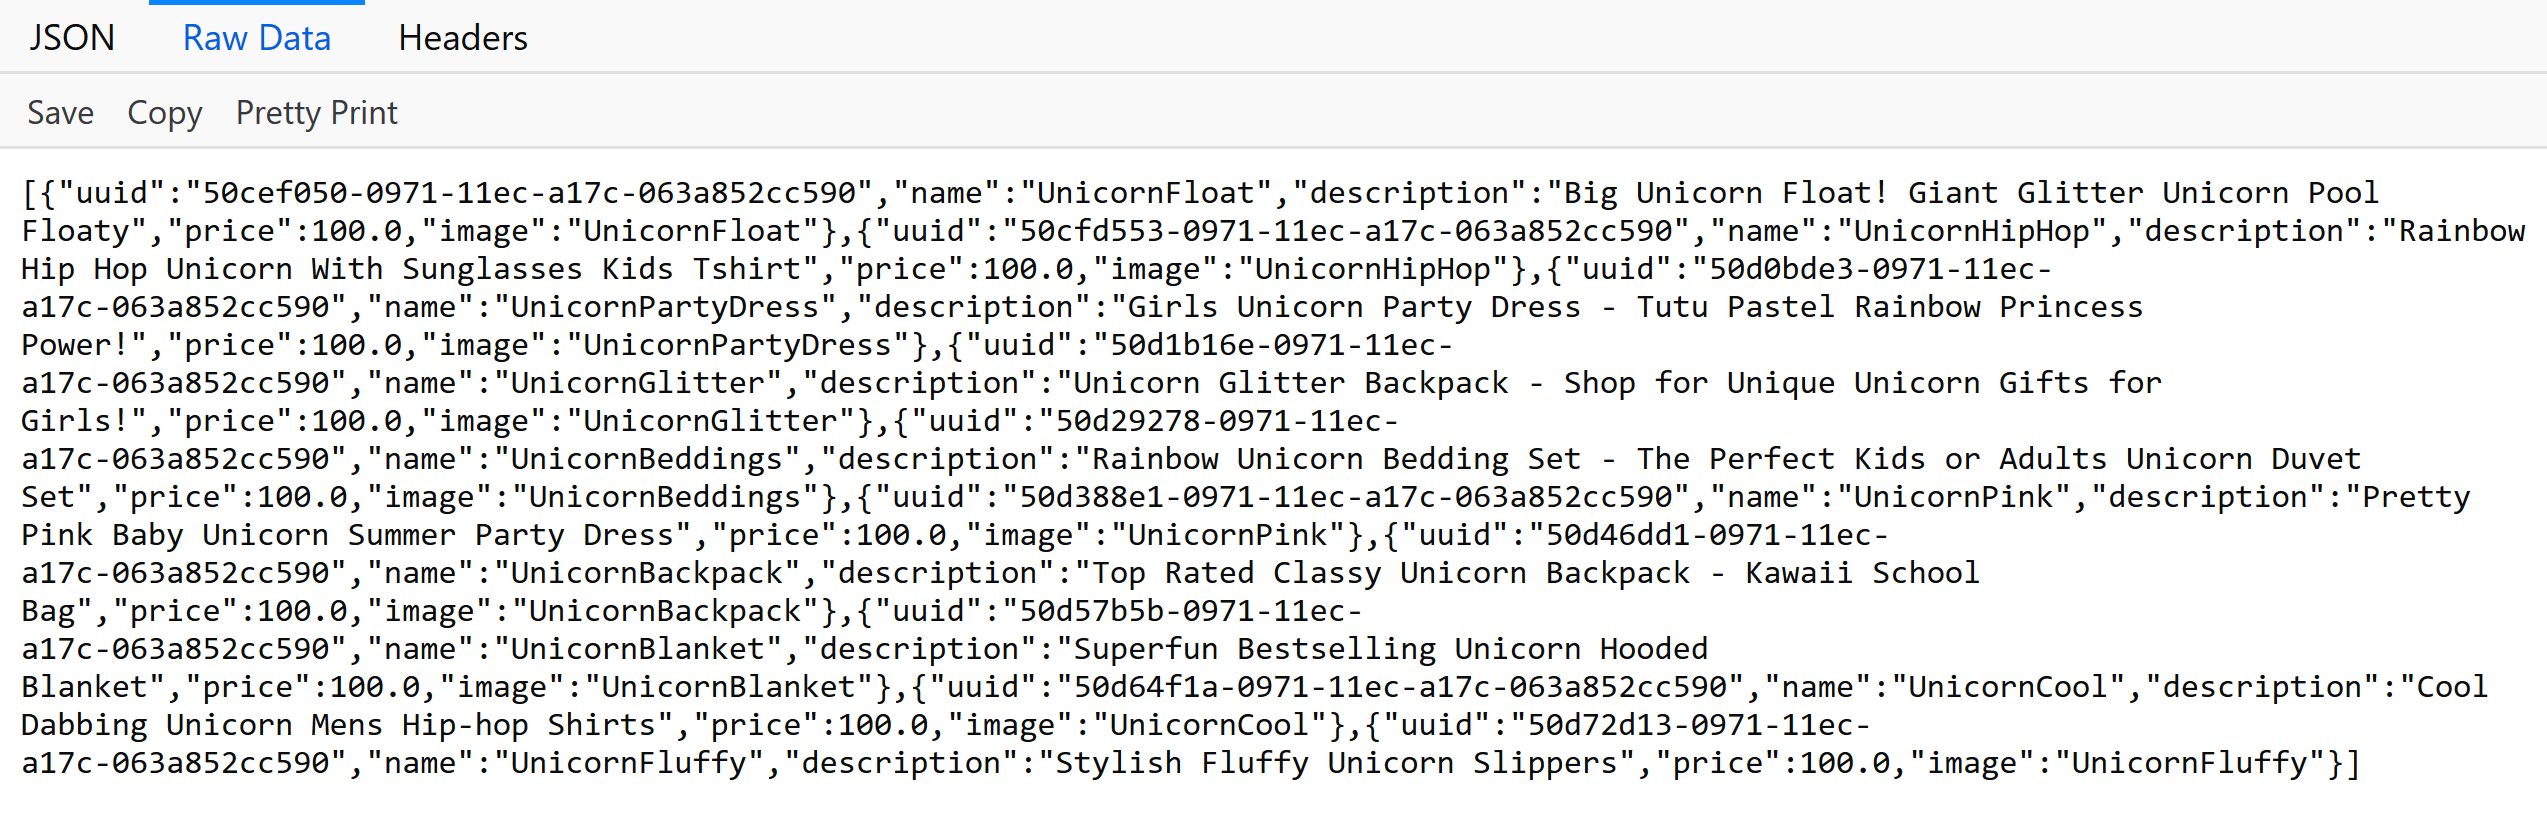 JSON Raw Data Headers
Save Copy Pretty Print
[{"uuid":"50cef050-0971-11ec-a17c-063a852cc590","name":"UnicornFloat","description":"Big Unicorn Float! Giant Glitter Unicorn Pool
Floaty","price":100.0,"image":"UnicornFloat"},{"uuid":"50cfd553-0971-11ec-a17c-063a852cc590","name":"UnicornHipHop","description":"Rainbow
Hip Hop Unicorn With Sunglasses Kids Tshirt","price":100.0,"image":"UnicornHipHop"},{"uuid":"50d0bde3-0971-11ec-
a17c-063a852cc590","name":"UnicornPartyDress","description":"Girls Unicorn Party Dress - Tutu Pastel Rainbow Princess
Power!","price":100.0,"image":"UnicornPartyDress"},{"uuid":"50d1b16e-0971-11ec-
a17c-063a852cc590","name":"UnicornGlitter","description":"Unicorn Glitter Backpack - Shop for Unique Unicorn Gifts for
Girls!","price":100.0,"image":"UnicornGlitter"},{"uuid":"50d29278-0971-11ec-
a17c-063a852cc590","name":"UnicornBeddings","description":"Rainbow Unicorn Bedding Set - The Perfect Kids or Adults Unicorn Duvet
Set","price":100.0,"image":"UnicornBeddings"},{"uuid":"50d388e1-0971-11ec-a17c-063a852cc590","name":"UnicornPink","description":"Pretty
Pink Baby Unicorn Summer Party Dress","price":100.0,"image":"UnicornPink"},{"uuid":"50d46dd1-0971-11ec-
a17c-063a852cc590","name":"UnicornBackpack","description":"Top Rated Classy Unicorn Backpack - Kawaii School
Bag","price":100.0,"image":"UnicornBackpack"},{"uuid":"50d57b5b-0971-11ec-
a17c-063a852cc590","name":"UnicornBlanket","description":"Superfun Bestselling Unicorn Hooded
Blanket","price":100.0,"image":"UnicornBlanket"},{"uuid":"50d64f1a-0971-11ec-a17c-063a852cc590","name":"UnicornCool","description":"Cool
Dabbing Unicorn Mens Hip-hop Shirts","price":100.0,"image":"UnicornCool"},{"uuid":"50d72d13-0971-11ec-
a17c-063a852cc590","name":"UnicornFluffy","description":"Stylish Fluffy Unicorn Slippers","price":100.0,"image":"UnicornFluffy"}]